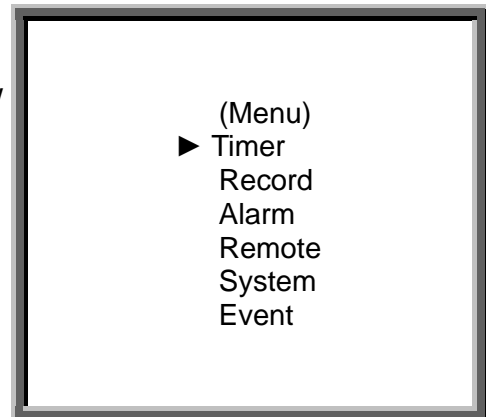 (Menu)
► Timer
Record
Alarm
Remote
System
Event